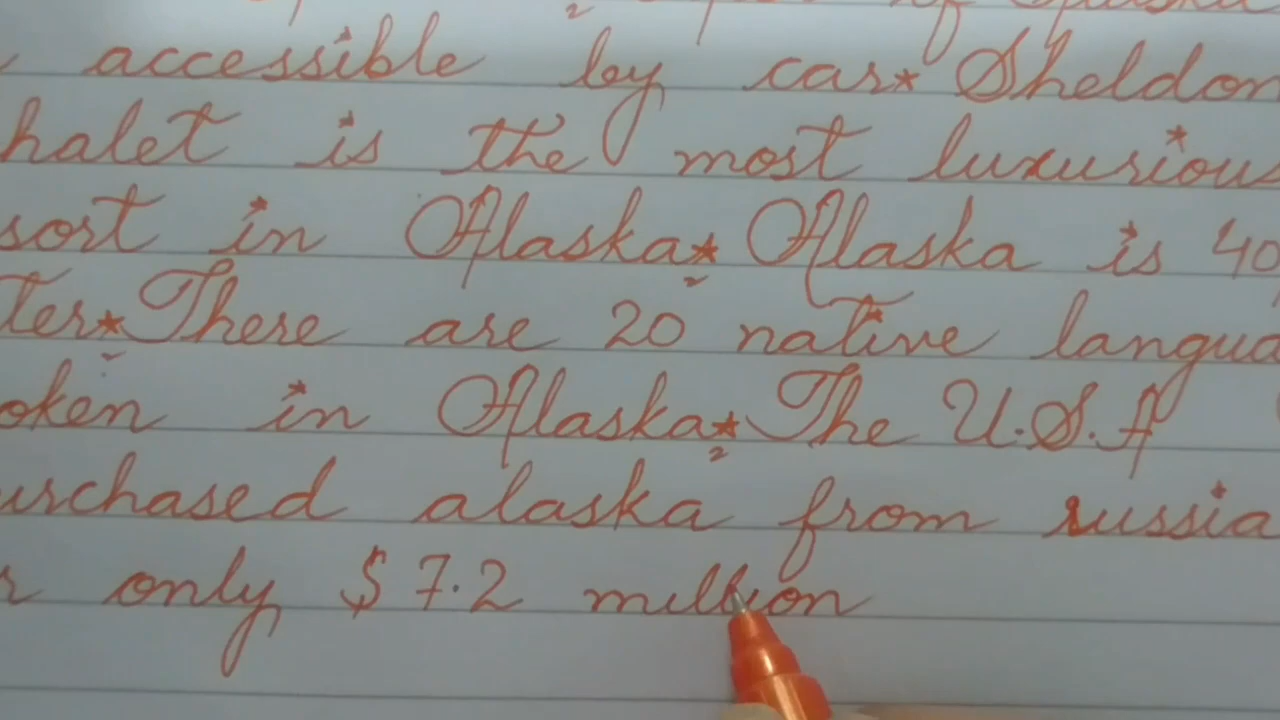 accessible by car★ Sheldon
halet is the most luxurious
sort in Alaska★ Alaska is 40
ter★ There are 20 native langua
oken in Alaska★ The U.S.A
urchased alaska from russia
r only $ 7.2 million